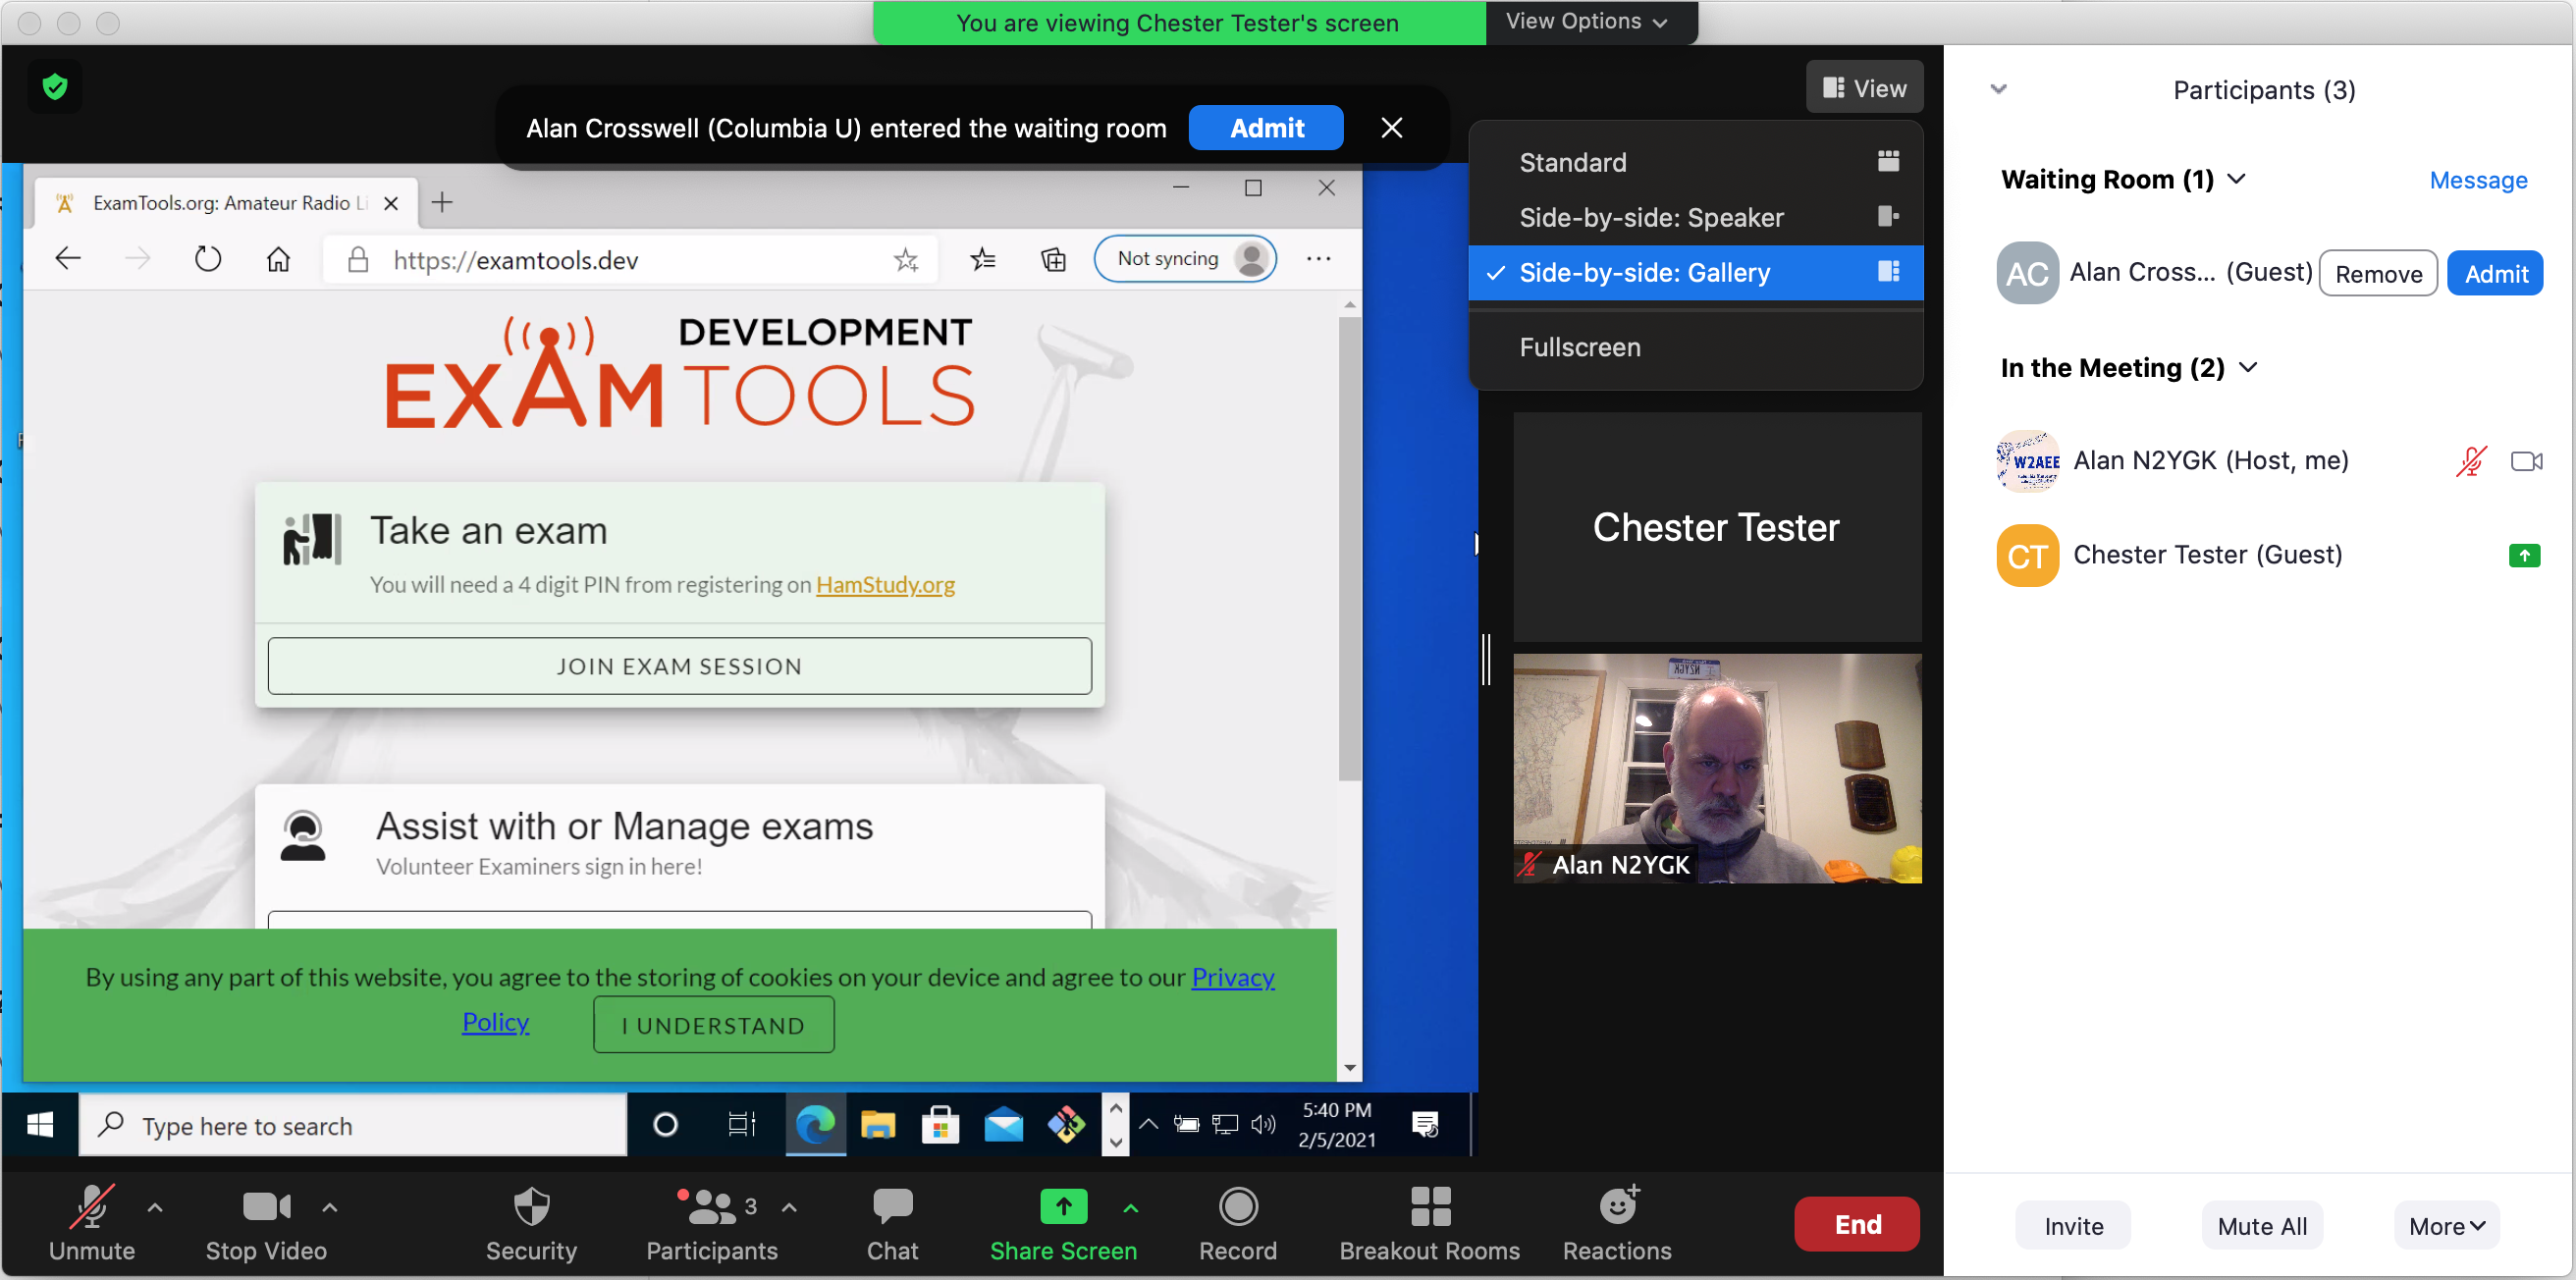 You are viewing Chester Tester's screen
View Options
View
Alan Crosswell (Columbia U) entered the waiting room
Admit
Standard
Side-by-side: Speaker
Side-by-side: Gallery
Fullscreen
ExamTools.org: Amateur Radio Li
https://examtools.dev
Not syncing
DEVELOPMENT
EXAMTOOLS
Take an exam
You will need a 4 digit PIN from registering on HamStudy.org
JOIN EXAM SESSION
Assist with or Manage exams
Volunteer Examiners sign in here!
By using any part of this website, you agree to the storing of cookies on your device and agree to our Privacy
Policy
I UNDERSTAND
Type here to search
5:40 PM
2/5/2021
Chester Tester
Alan N2YGK
Participants (3)
Waiting Room (1)
Message
AC
Alan Cross... (Guest)
Remove
Admit
In the Meeting (2)
W2AEE
Alan N2YGK (Host, me)
CT
Chester Tester (Guest)
Unmute
Stop Video
Security
3
Participants
Chat
Share Screen
Record
Breakout Rooms
Reactions
End
Invite
Mute All
More